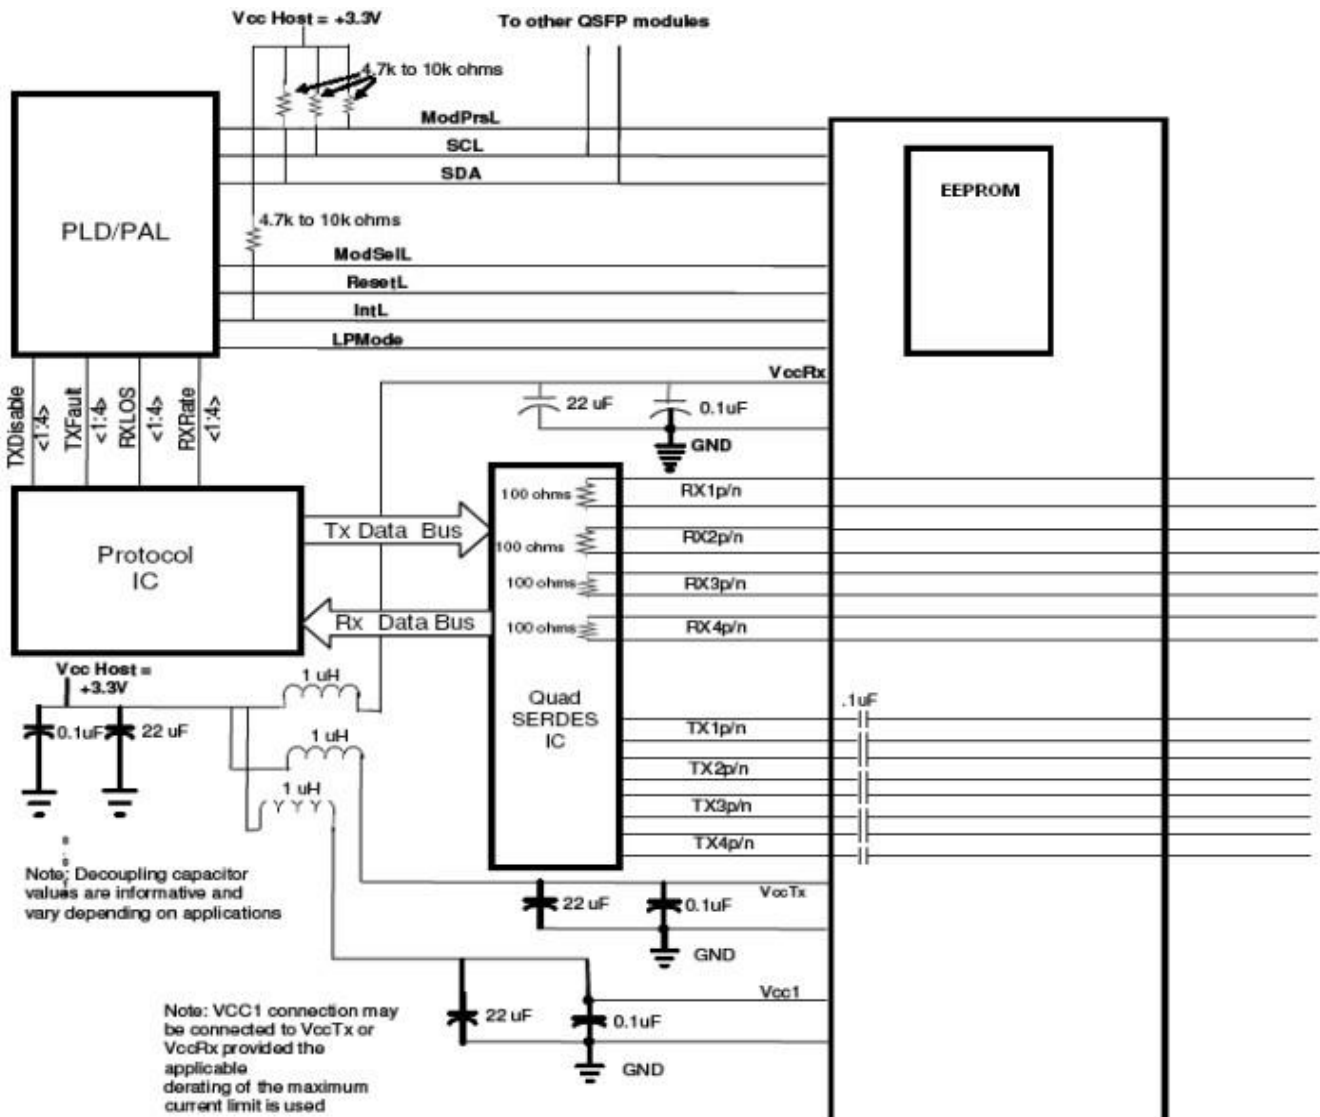 Vcc Host = +3.3V
To other QSFP modules
4.7k to 10k ohms
ModPrsL
SCL
SDA
EEPROM
PLD/PAL
4.7k to 10k ohms
ModSelL
ResetL
IntL
LPMode
VccRx
TXDisable
<1:4>
TXFault
<1:4>
RXLOS
<1:4>
RXRate
<1:4>
22 uF
0.1uF
GND
100 ohms
RX1p/n
Tx Data Bus
100 ohms
RX2p/n
Protocol
IC
100 ohms
RX3p/n
Rx Data Bus
100 ohms
RX4p/n
Vcc Host =
+3.3V
1 uH
Quad
SERDES
IC
.1uF
0.1uF
22 uF
1 uH
TX1p/n
TX2p/n
1 uH
TX3p/n
TX4p/n
Note: Decoupling capacitor
values are informative and
vary depending on applications
VccTx
22 uF
0.1uF
GND
Vcc1
22 uF
0.1uF
GND
Note: VCC1 connection may
be connected to VccTx or
VccRx provided the
applicable
derating of the maximum
current limit is used